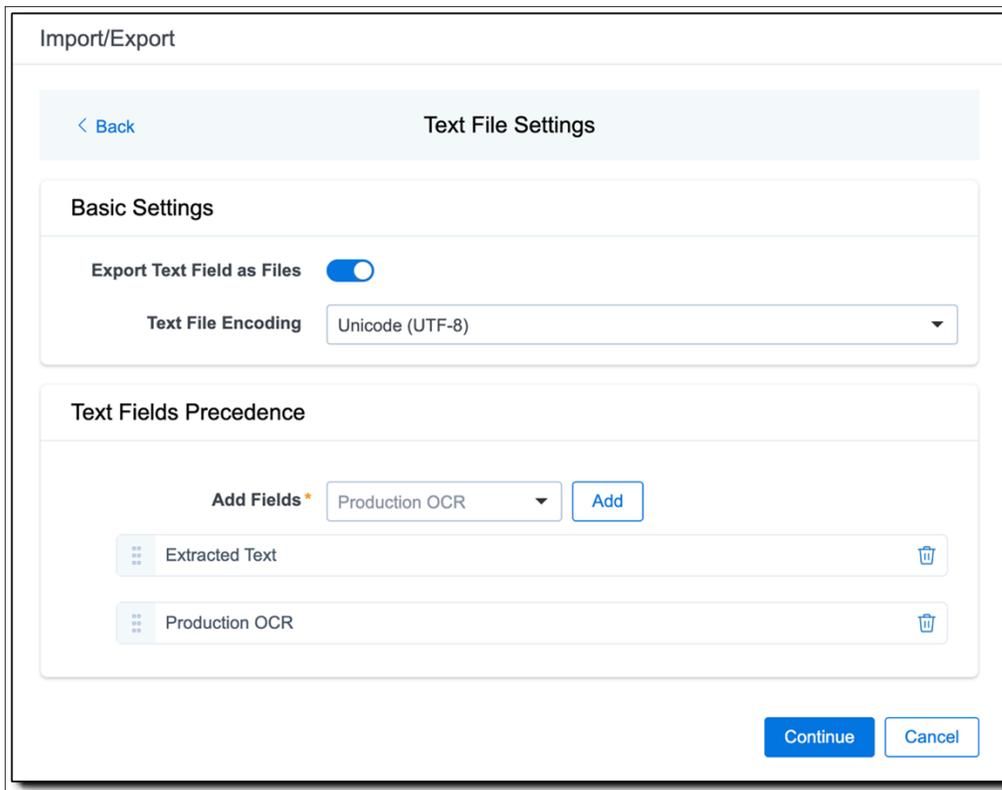 Import/Export
Back
Text File Settings
Basic Settings
Export Text Field as Files
Text File Encoding
Unicode (UTF-8)
Text Fields Precedence
Add Fields*
Production OCR
Add
Extracted Text
Production OCR
Continue
Cancel